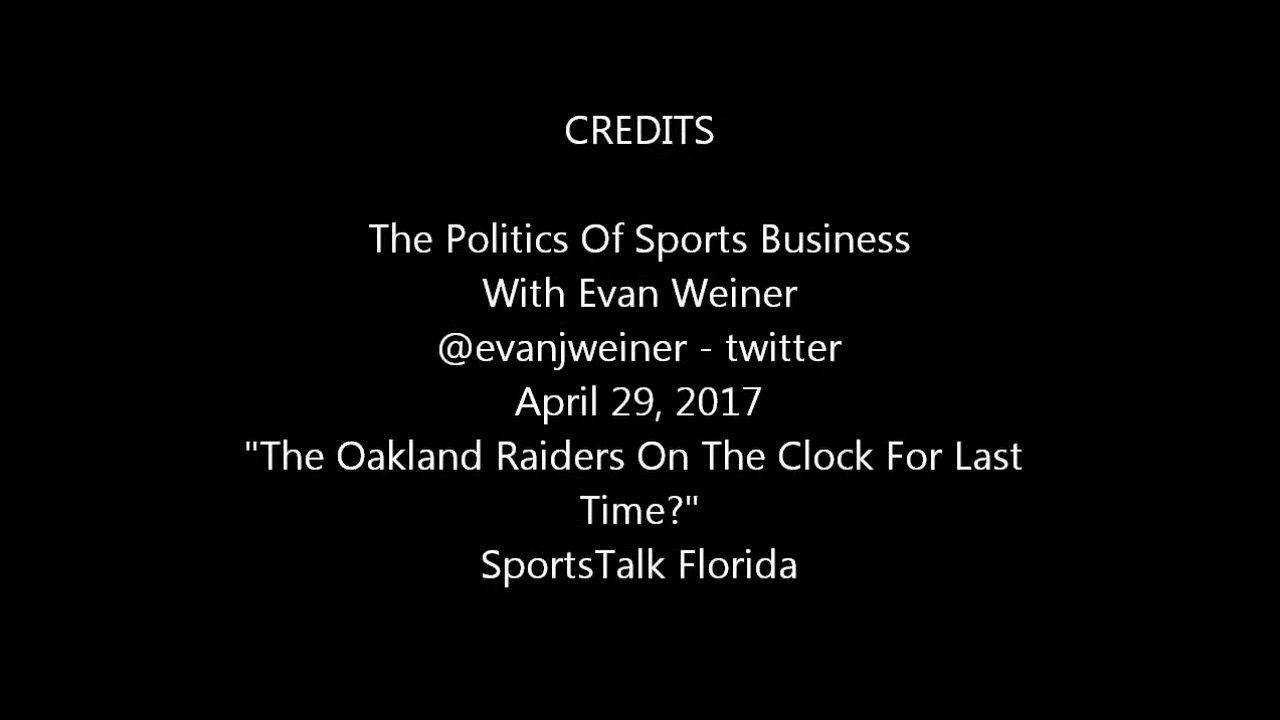 CREDITS
The Politics Of Sports Business
With Evan Weiner
@evanjweiner - twitter
April 29, 2017
"The Oakland Raiders On The Clock For Last
Time?"
SportsTalk Florida